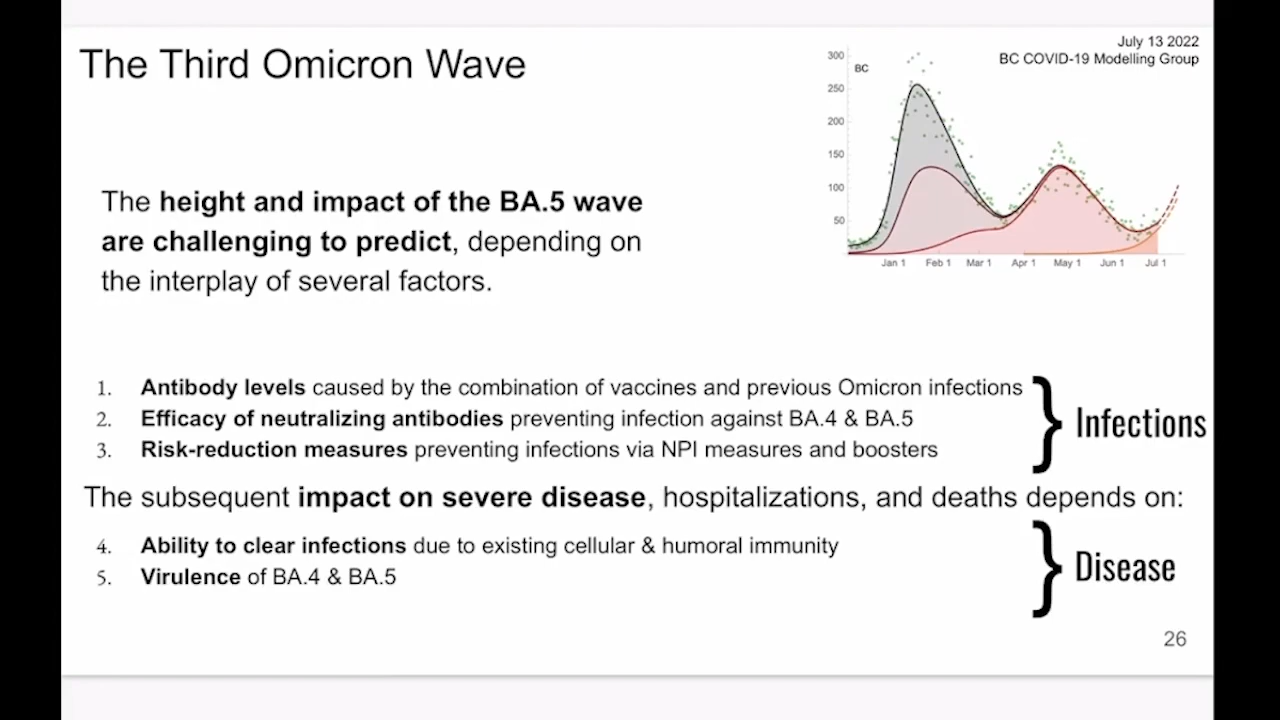 The Third Omicron Wave
July 13 2022
BC COVID-19 Modelling Group
300
250
200
150
100
50
BC
Jan 1 Feb 1 Mar 1 Apr 1 May 1 Jun 1 Jul 1
The height and impact of the BA.5 wave
are challenging to predict, depending on
the interplay of several factors.
1. Antibody levels caused by the combination of vaccines and previous Omicron infections
2. Efficacy of neutralizing antibodies preventing infection against BA.4 & BA.5
3. Risk-reduction measures preventing infections via NPI measures and boosters
} Infections
The subsequent impact on severe disease, hospitalizations, and deaths depends on:
4. Ability to clear infections due to existing cellular & humoral immunity
5. Virulence of BA.4 & BA.5
} Disease
26